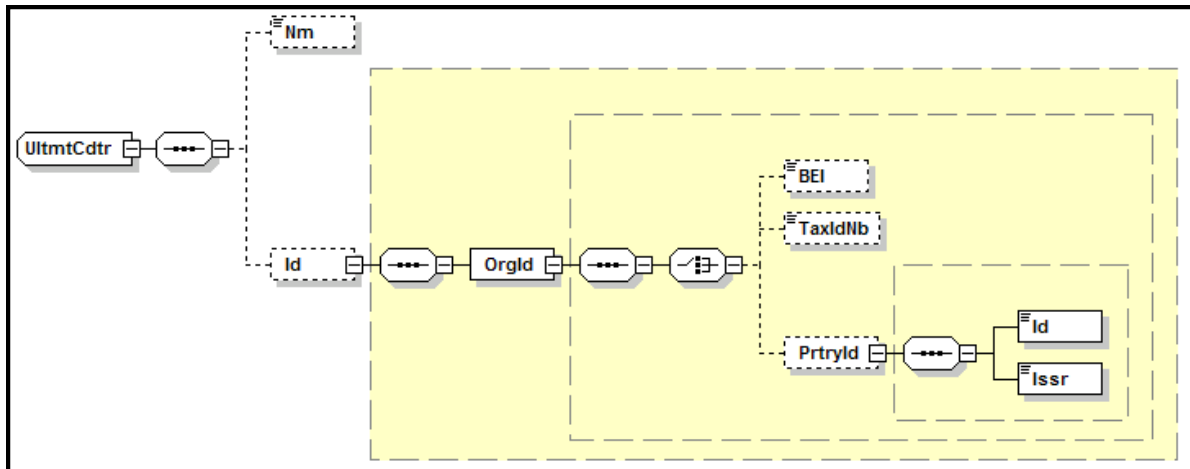 Nm
UltmtCdtr
BEI
TaxIdNb
Id
OrgId
Id
PrtryId
Issr